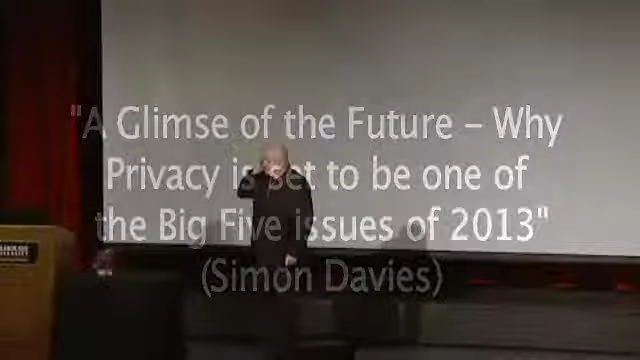 "A Glimse of the Future – Why
Privacy is set to be one of
the Big Five issues of 2013"
(Simon Davies)